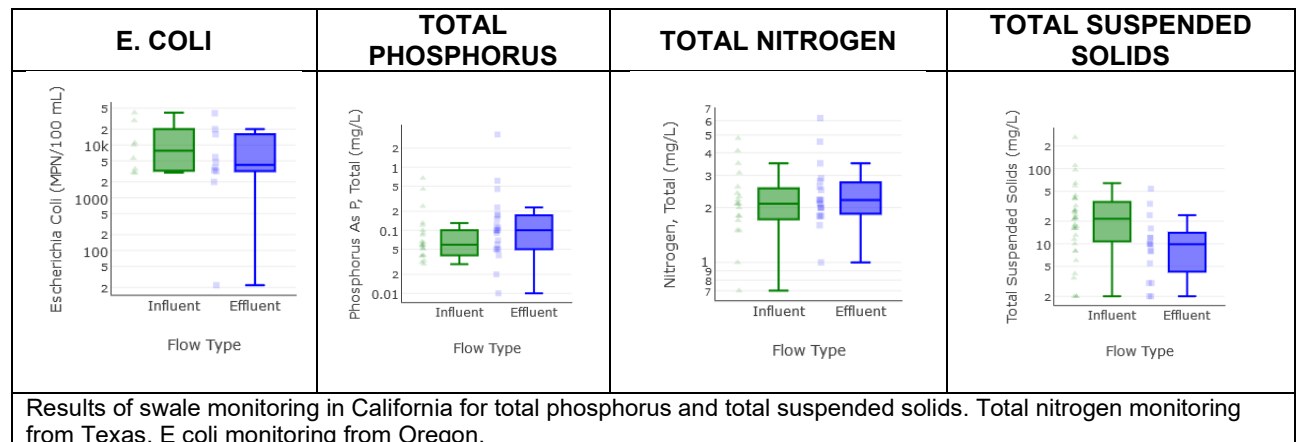 E. COLI
TOTAL
PHOSPHORUS
TOTAL NITROGEN
TOTAL SUSPENDED
SOLIDS
Escherichia Coli (MPN/100 mL)
5
2
10k
5
2
1000
5
2
100
5
2
Influent
Effluent
Flow Type
Phosphorus As P, Total (mg/L)
2
1
5
2
0.1
5
2
0.01
Influent
Effluent
Flow Type
Nitrogen, Total (mg/L)
7
6
5
4
3
2
1
9
8
7
Influent
Effluent
Flow Type
Total Suspended Solids (mg/L)
2
100
5
2
10
5
2
Influent
Effluent
Flow Type
Results of swale monitoring in California for total phosphorus and total suspended solids. Total nitrogen monitoring
from Texas. E coli monitoring from Oregon.